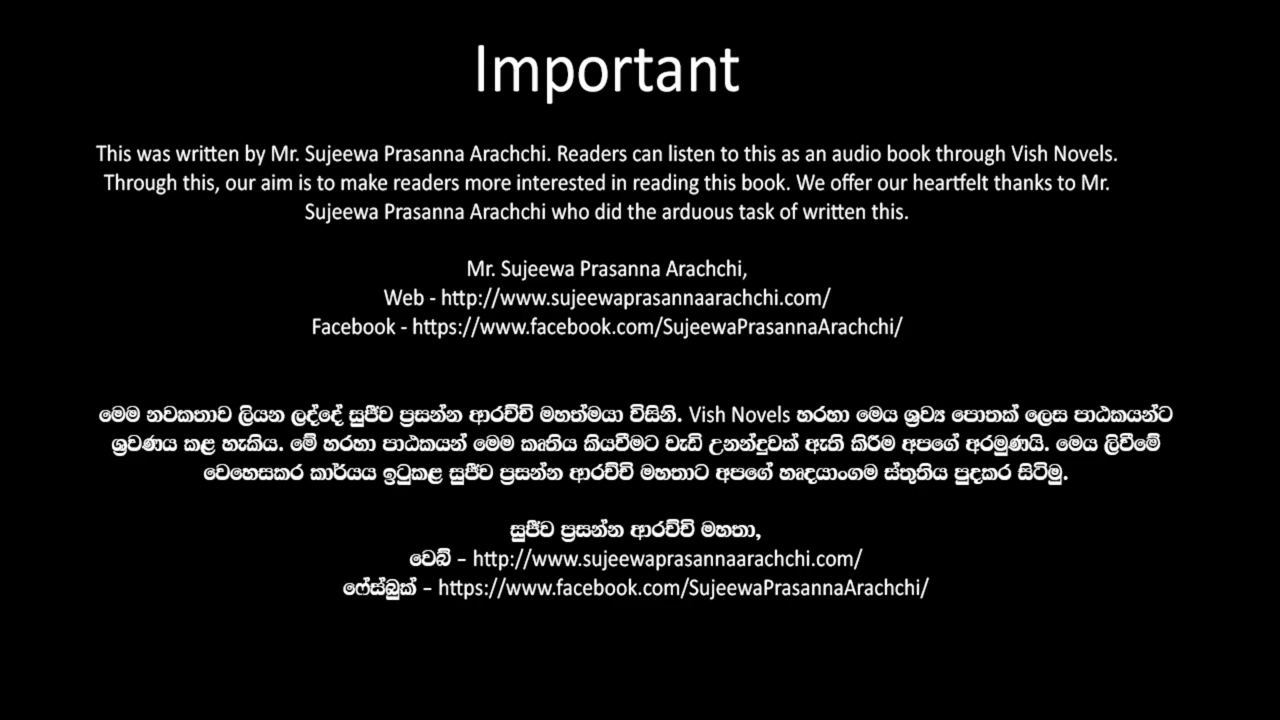 Important
This was written by Mr. Sujeewa Prasanna Arachchi. Readers can listen to this as an audio book through Vish Novels.
Through this, our aim is to make readers more interested in reading this book. We offer our heartfelt thanks to Mr.
Sujeewa Prasanna Arachchi who did the arduous task of written this.
Mr. Sujeewa Prasanna Arachchi,
Web - http://www.sujeewaprasannaarachchi.com/
Facebook - https://www.facebook.com/SujeewaPrasannaArachchi/
මෙම නවකතාව ලියන ලද්දේ සුජීව ප්‍රසන්න ආරච්චි මහත්මයා විසිනි. Vish Novels හරහා මෙය ශ්‍රව්‍ය පොතක් ලෙස පාඨකයන්ට
ශ්‍රවණය කළ හැකිය. මේ හරහා පාඨකයන් මෙම කෘතිය කියවීමට වැඩි උනන්දුවක් ඇති කිරීම අපගේ අරමුණයි. මෙය ලිවීමේ
වෙහෙසකර කාර්යය ඉටුකළ සුජීව ප්‍රසන්න ආරච්චි මහතාට අපගේ හෘදයාංගම ස්තුතිය පුදකර සිටිමු.
සුජීව ප්‍රසන්න ආරච්චි මහතා,
වෙබ් – http://www.sujeewaprasannaarachchi.com/
ෆේස්බුක් – https://www.facebook.com/SujeewaPrasannaArachchi/